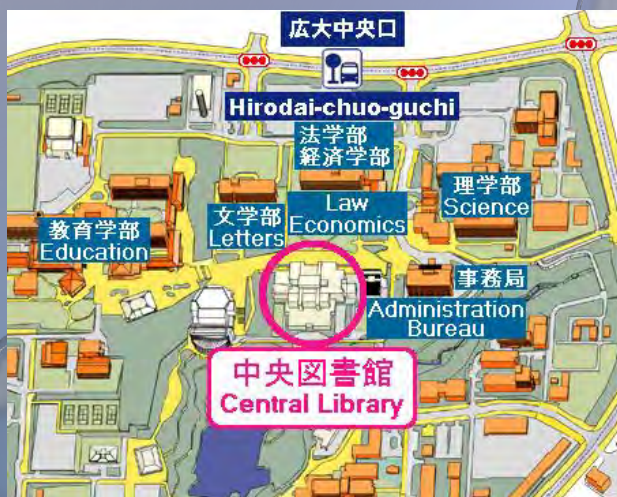 広大中央口
Hirodai-chuo-guchi
法学部
経済学部
Law
Economics
理学部
Science
文学部
Letters
教育学部
Education
事務局
Administration
Bureau
中央図書館
Central Library